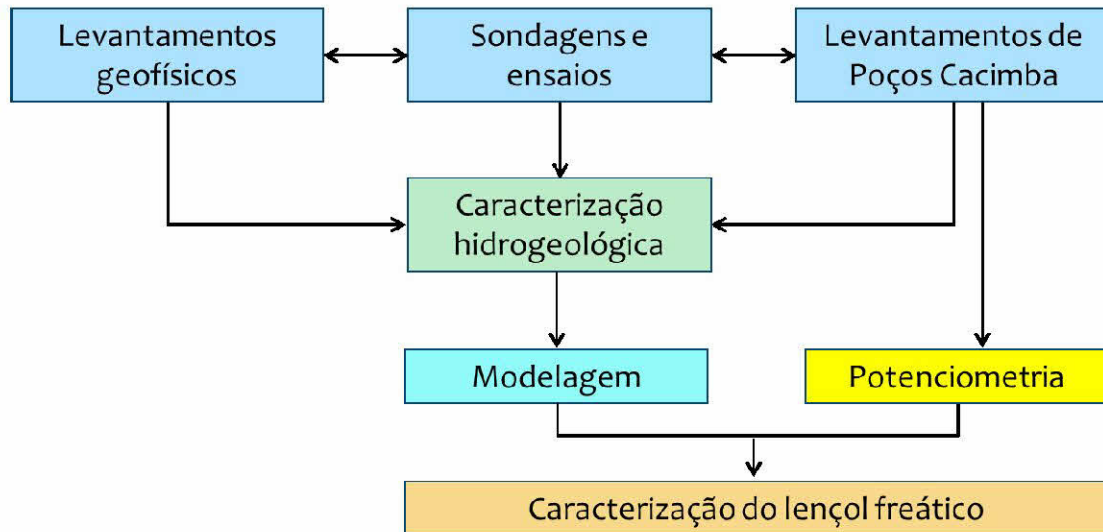 Levantamentos
geofísicos
Sondagens e
ensaios
Levantamentos de
Poços Cacimba
Caracterização
hidrogeológica
Modelagem
Potenciometria
Caracterização do lençol freático